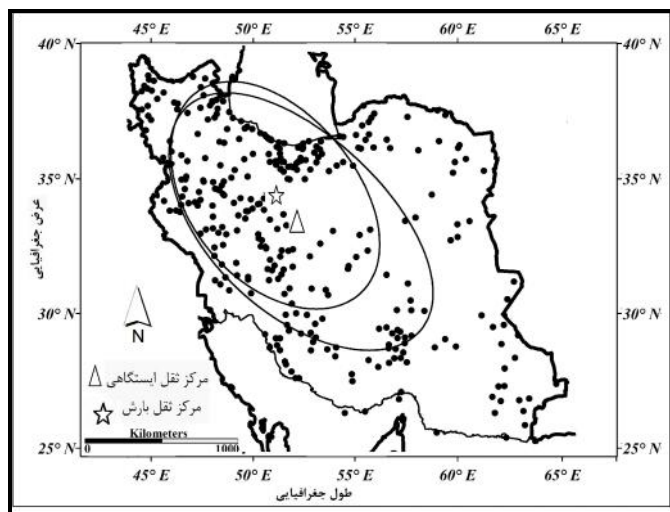 45° E 50° E 55° E 60° E 65° E
40° N 40° N
35° N 35° N
عرض جغرافیایی
30° N 30° N
N
مرکز ثقل ایستگاهی
مرکز ثقل بارش
Kilometers
0 1000
25° N 25° N
45° E 50° E 55° E 60° E 65° E
طول جغرافیایی